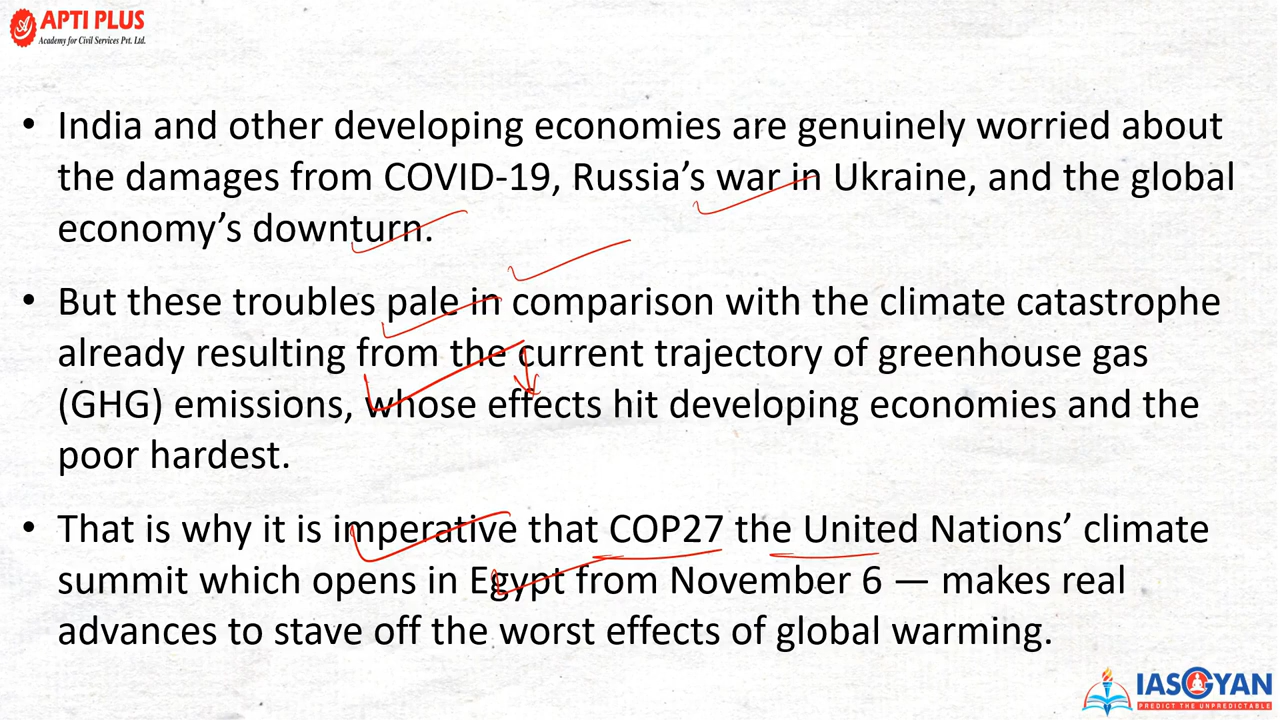 APTI PLUS
Academy for Civil Services Pvt. Ltd.
• India and other developing economies are genuinely worried about
the damages from COVID-19, Russia’s war in Ukraine, and the global
economy’s downturn.
• But these troubles pale in comparison with the climate catastrophe
already resulting from the current trajectory of greenhouse gas
(GHG) emissions, whose effects hit developing economies and the
poor hardest.
• That is why it is imperative that COP27 the United Nations’ climate
summit which opens in Egypt from November 6 — makes real
advances to stave off the worst effects of global warming.
IASGYAN
PREDICT THE UNPREDICTABLE